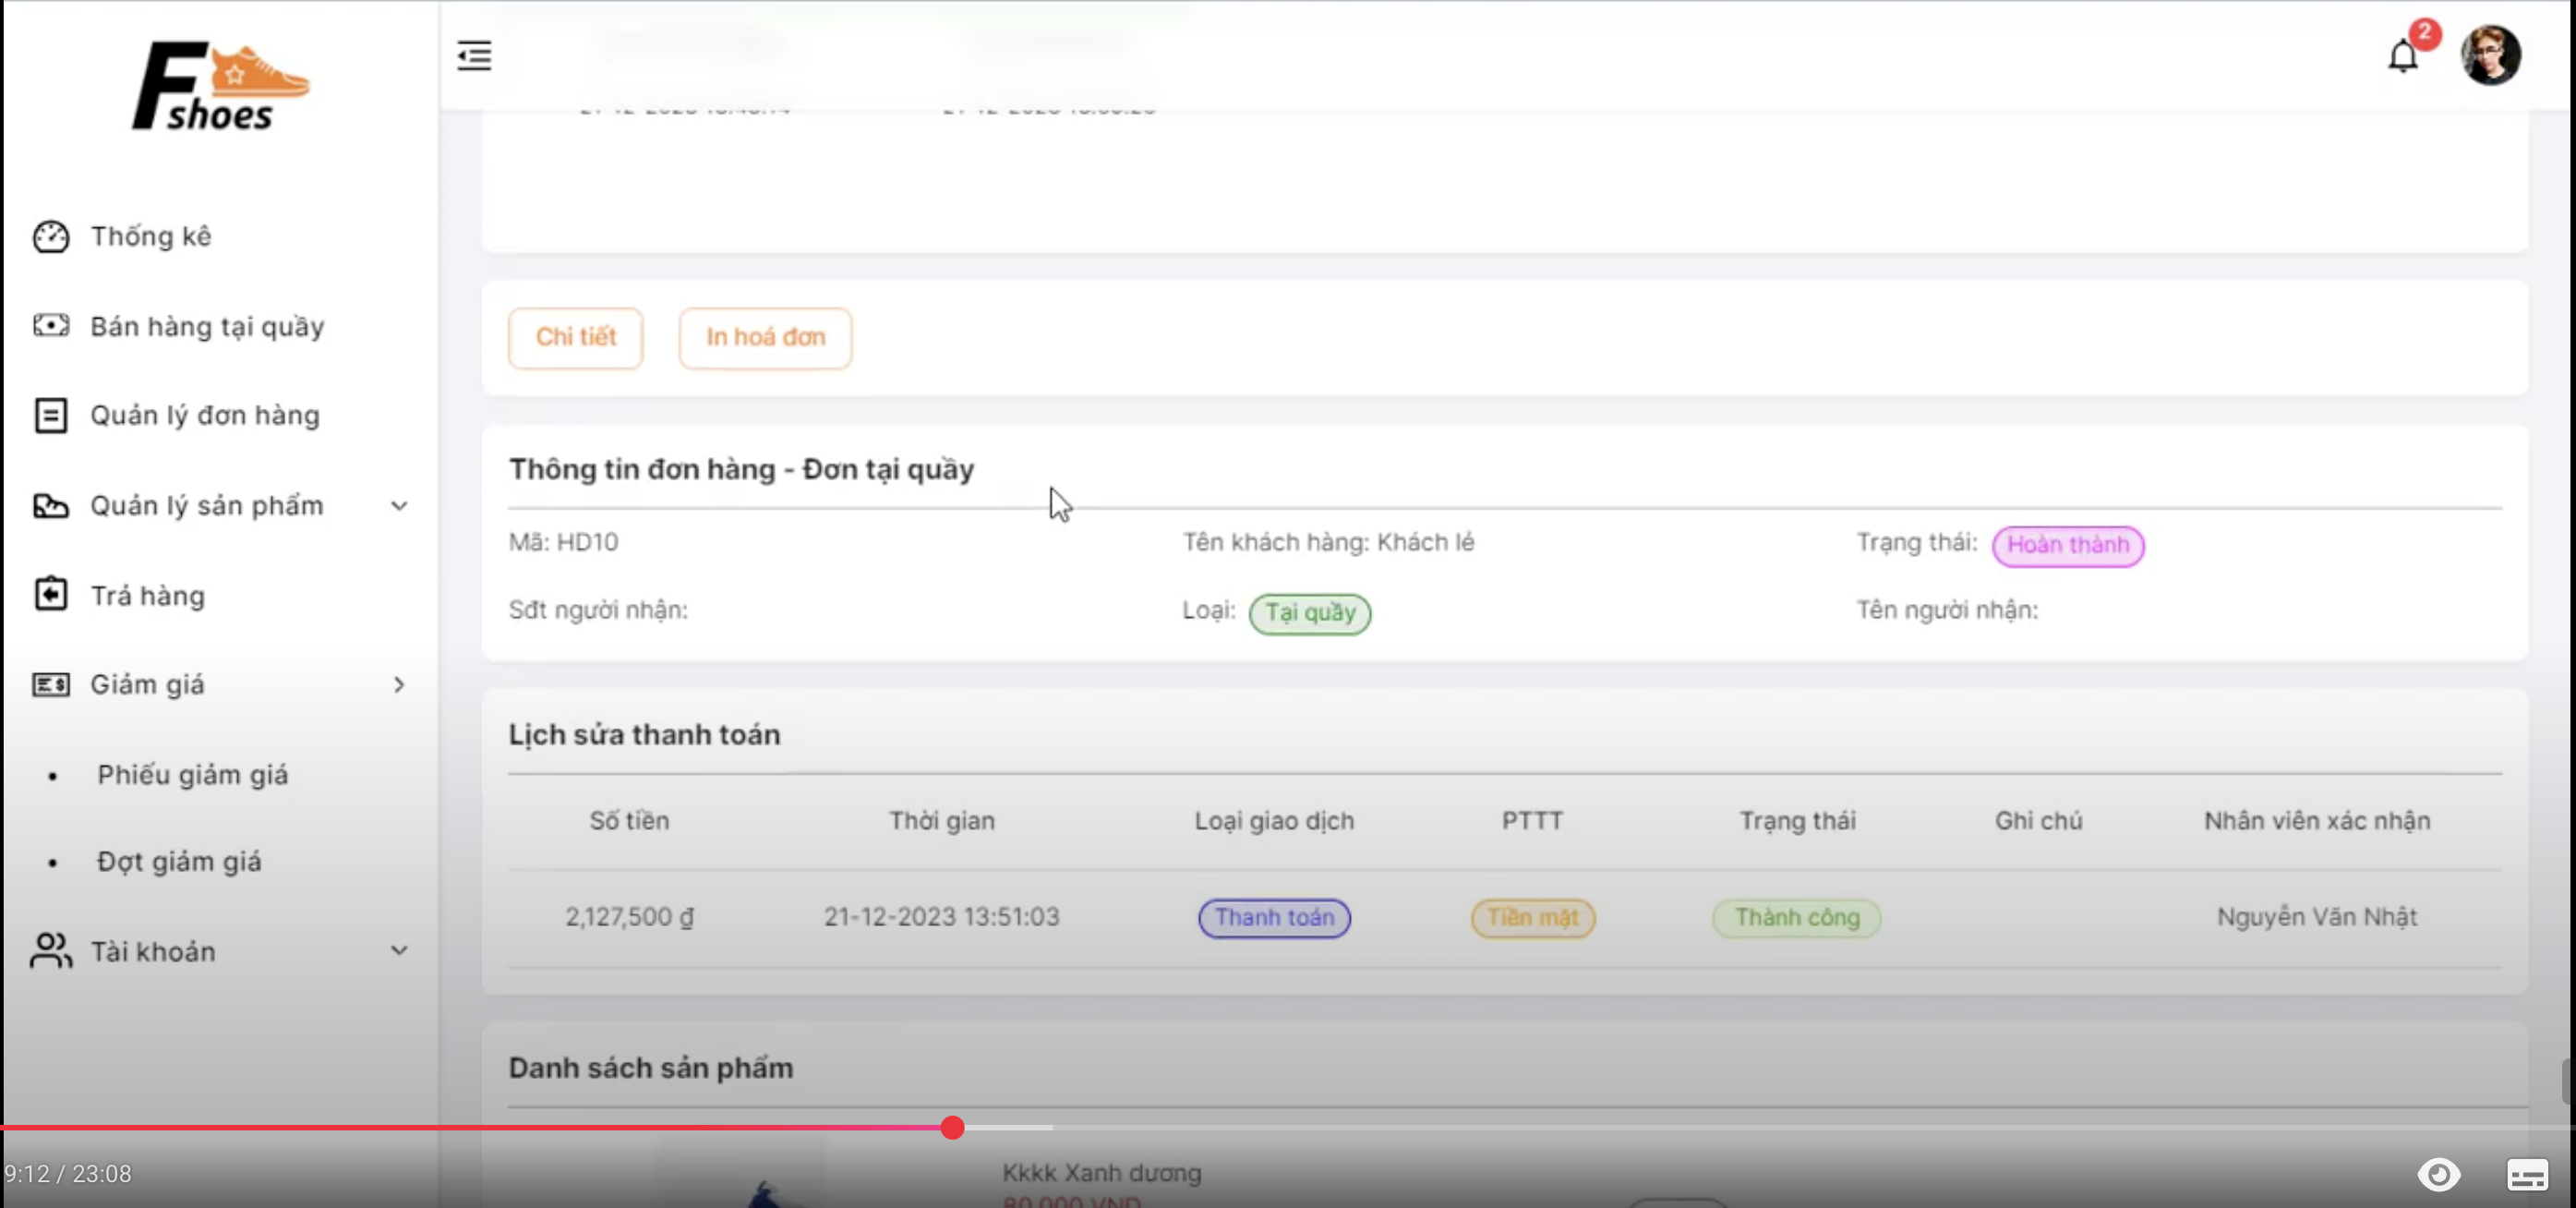 F
shoes
2
Thống kê
Bán hàng tại quầy
Quản lý đơn hàng
Quản lý sản phẩm
Trả hàng
Giảm giá
Phiếu giảm giá
Đợt giảm giá
Tài khoản
Chi tiết
In hoá đơn
Thông tin đơn hàng - Đơn tại quầy
Mã: HD10
Tên khách hàng: Khách lẻ
Trạng thái: Hoàn thành
Sđt người nhận:
Loại: Tại quầy
Tên người nhận:
Lịch sửa thanh toán
Số tiền Thời gian Loại giao dịch PTTT Trạng thái Ghi chú Nhân viên xác nhận
2,127,500 ₫ 21-12-2023 13:51:03 Thanh toán Tiền mặt Thành công Nguyễn Văn Nhật
Danh sách sản phẩm
Kkkk Xanh dương
80,000 VND
9:12 / 23:08